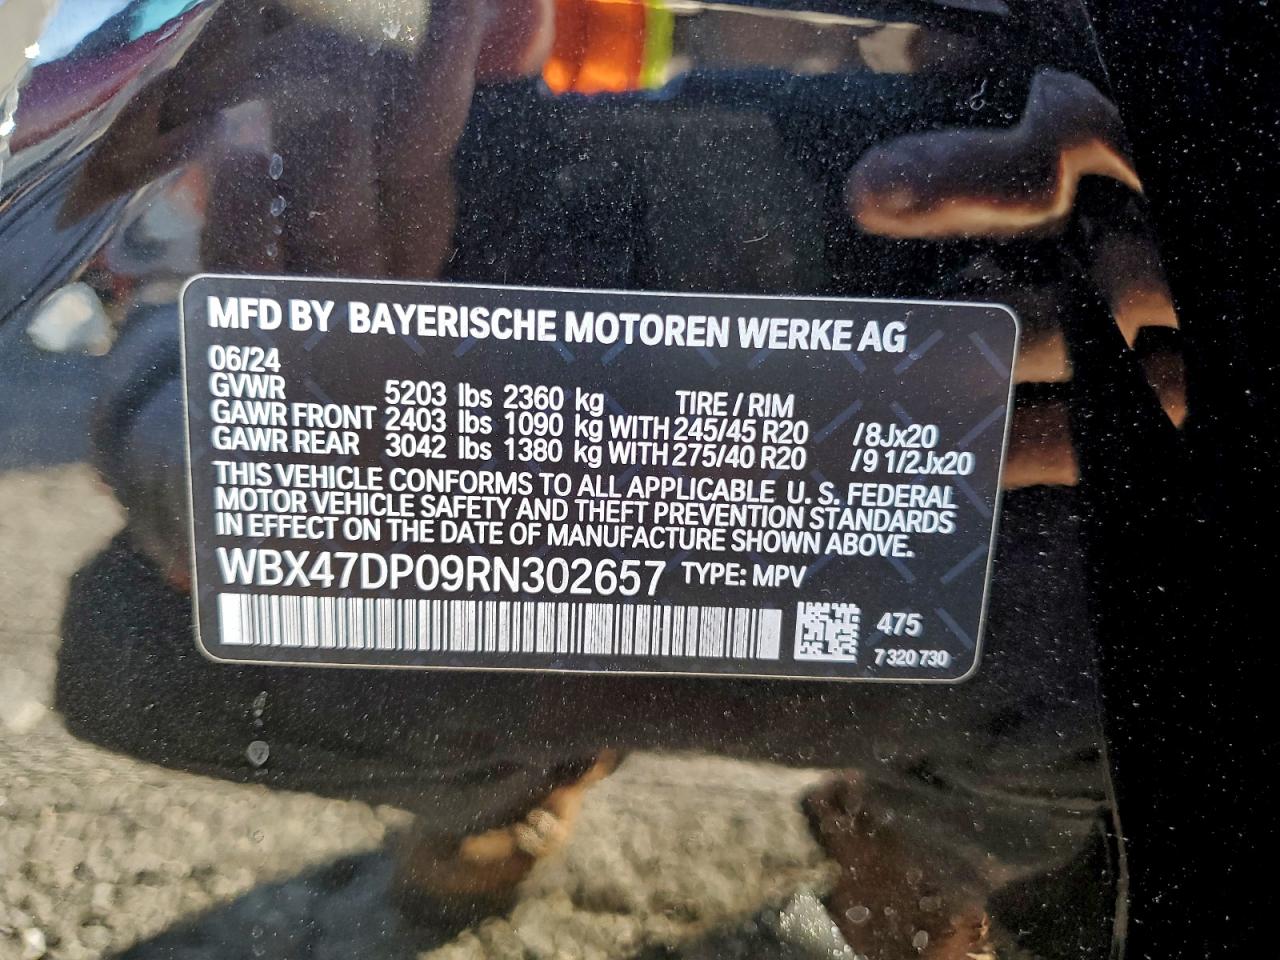 MFD BY BAYERISCHE MOTOREN WERKE AG
06/24
GVWR 5203 lbs 2360 kg TIRE / RIM
GAWR FRONT 2403 lbs 1090 kg WITH 245/45 R20 /8Jx20
GAWR REAR 3042 lbs 1380 kg WITH 275/40 R20 /9 1/2Jx20
THIS VEHICLE CONFORMS TO ALL APPLICABLE U. S. FEDERAL
MOTOR VEHICLE SAFETY AND THEFT PREVENTION STANDARDS
IN EFFECT ON THE DATE OF MANUFACTURE SHOWN ABOVE.
WBX47DP09RN302657 TYPE: MPV
475
7 320 730